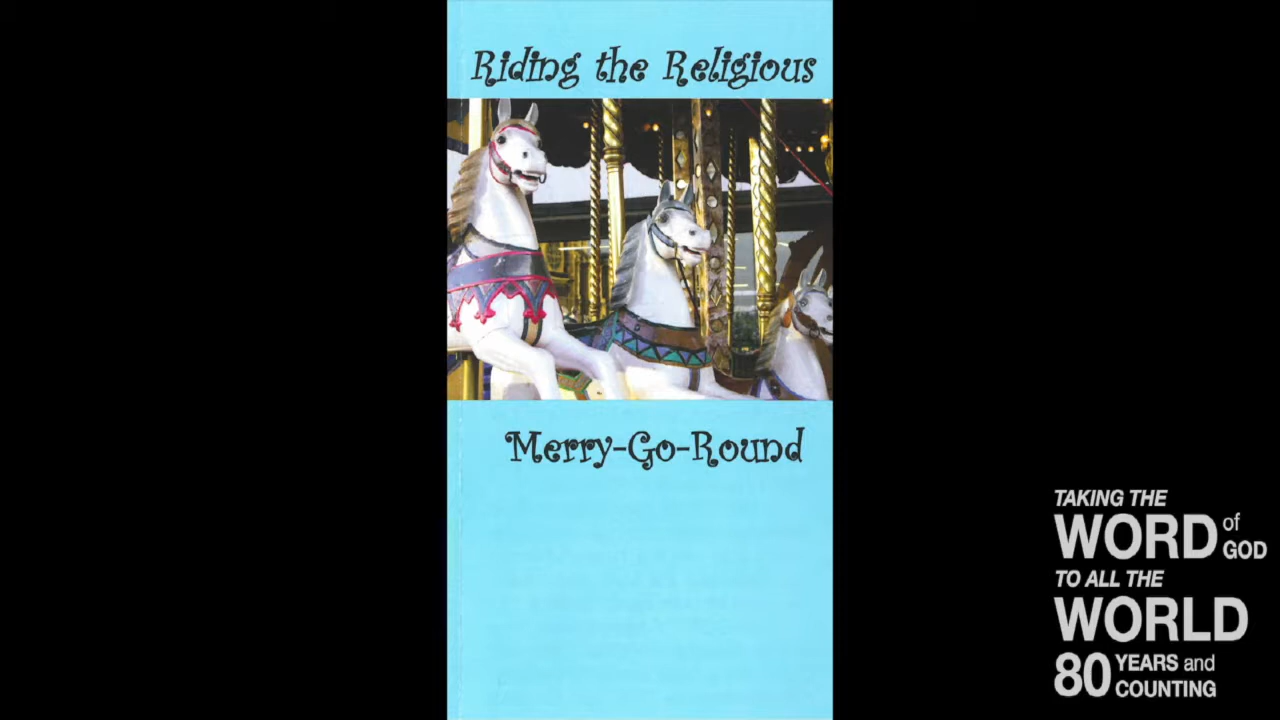 Riding the Religious
Merry-Go-Round
TAKING THE
WORD of GOD
TO ALL THE
WORLD
80 YEARS and
COUNTING